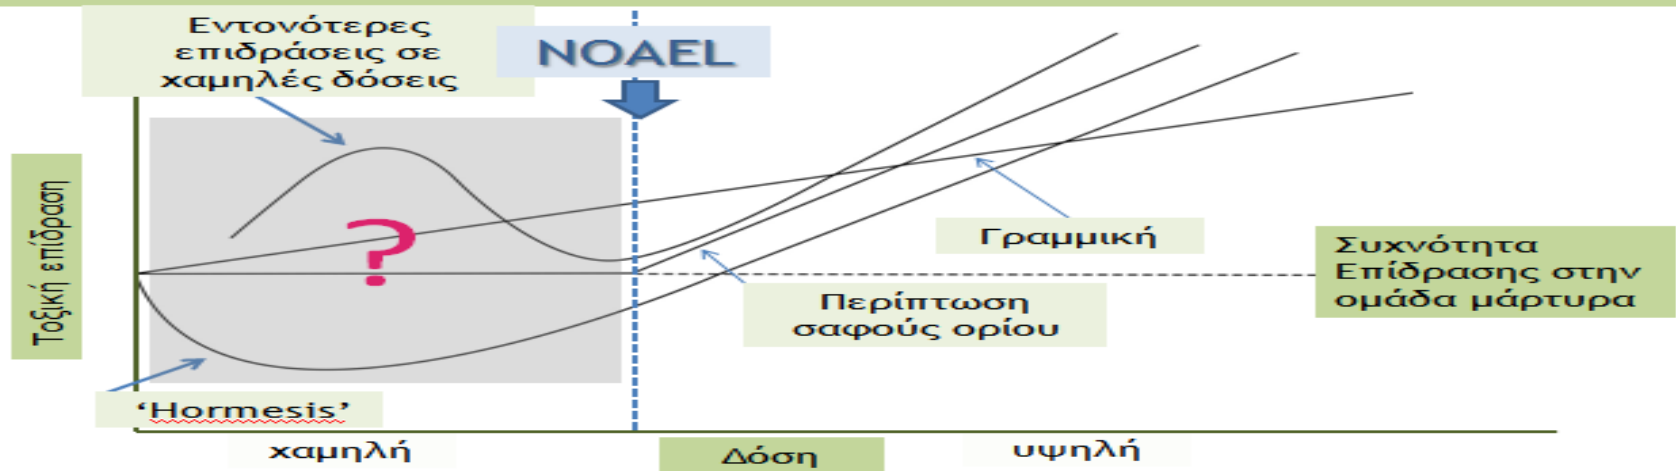 Εντονότερες
επιδράσεις σε
χαμηλές δόσεις
NOAEL
Τοξική επίδραση
?
Γραμμική
Συχνότητα
Επίδρασης στην
ομάδα μάρτυρα
Περίπτωση
σαφούς ορίου
‘Hormesis’
χαμηλή
Δόση
υψηλή